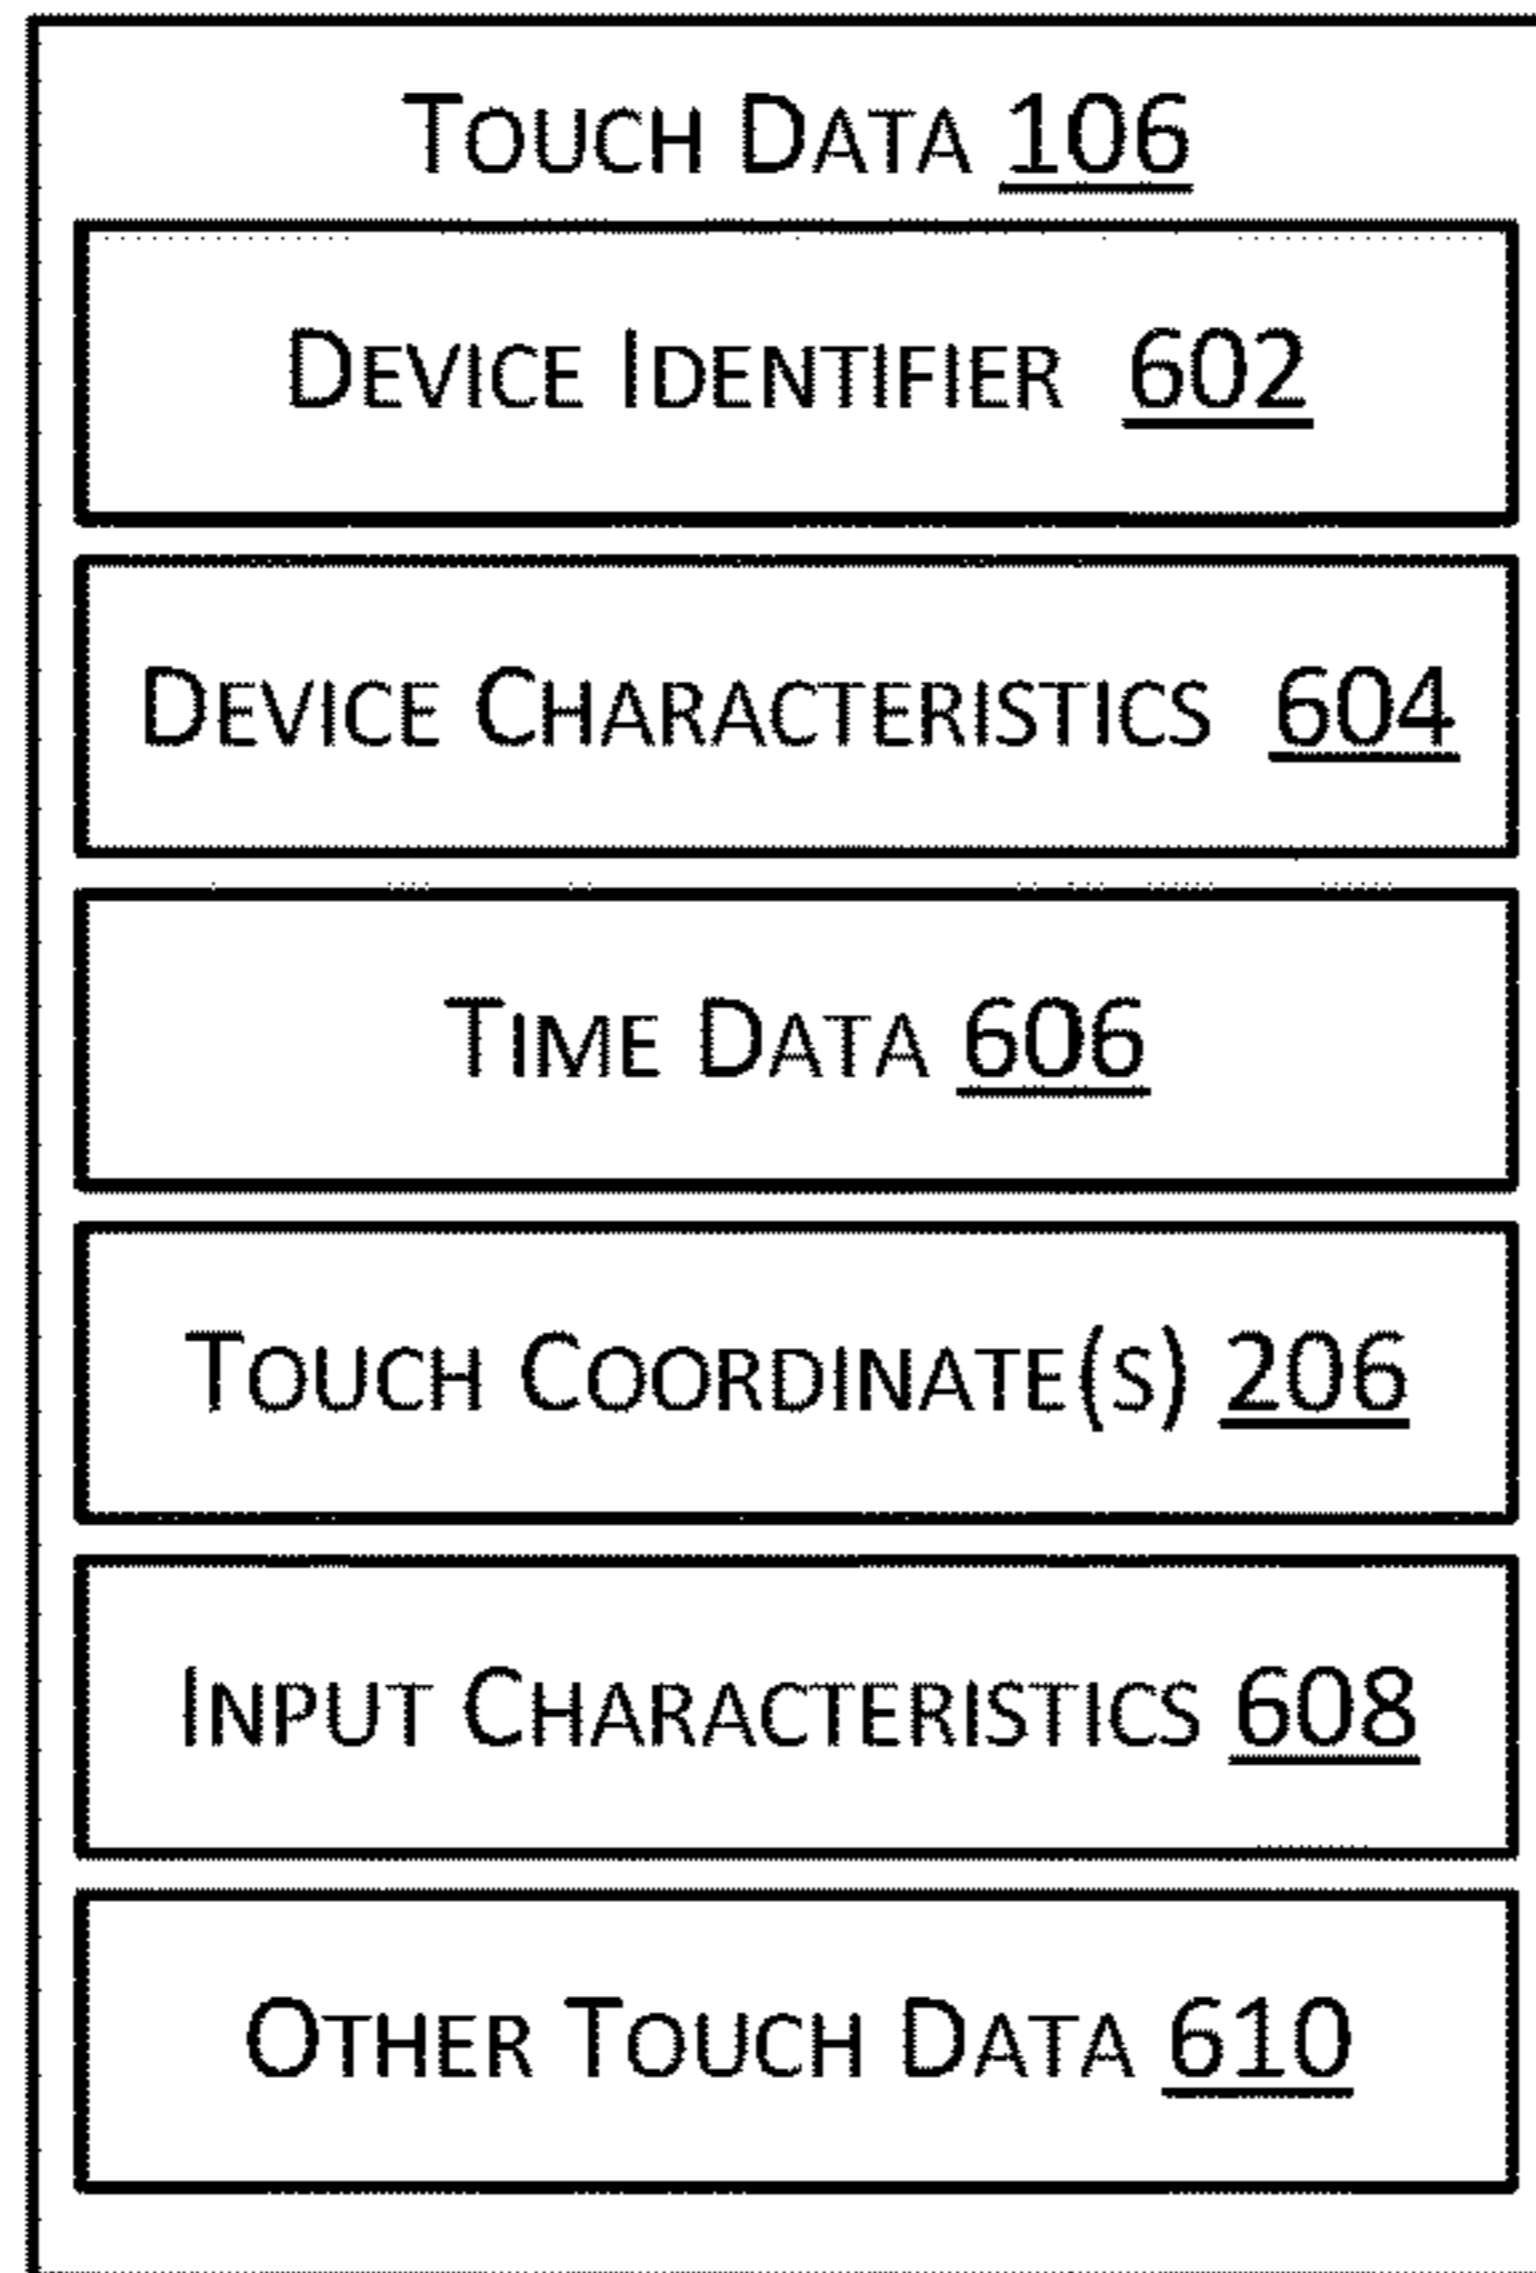 TOUCH DATA 106
DEVICE IDENTIFIER 602
DEVICE CHARACTERISTICS 604
TIME DATA 606
TOUCH COORDINATE(S) 206
INPUT CHARACTERISTICS 608
OTHER TOUCH DATA 610